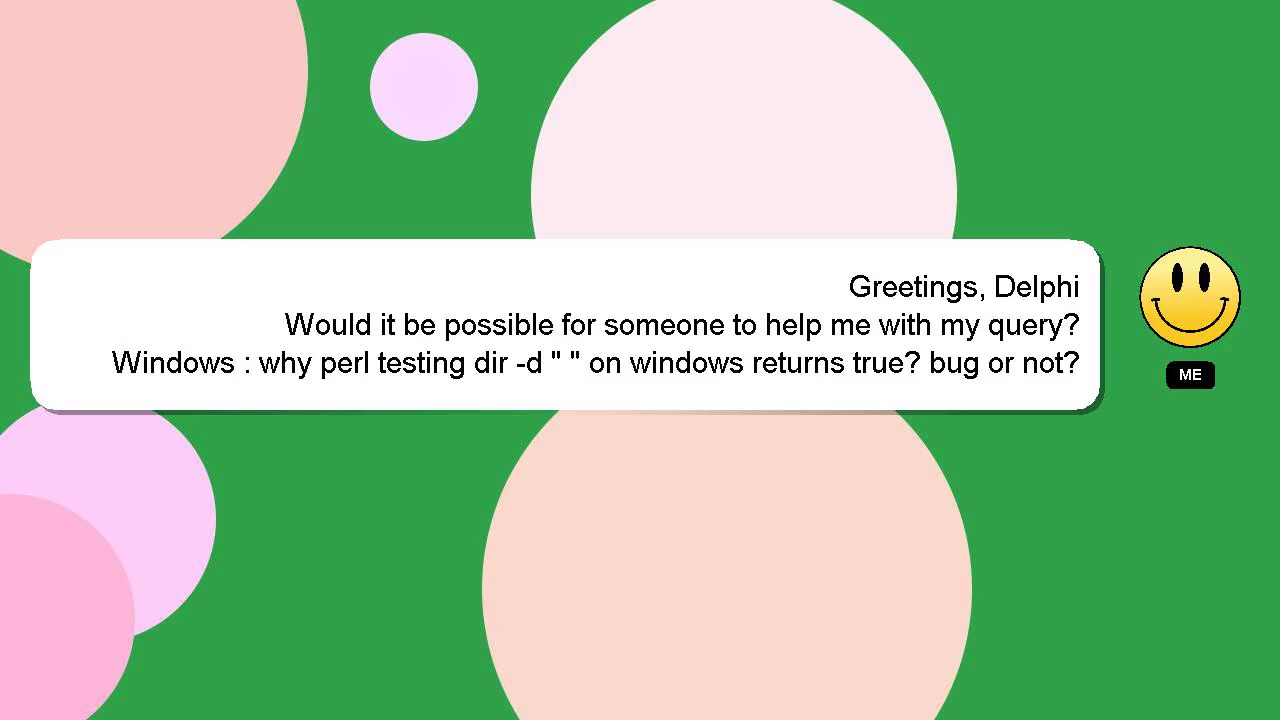 Greetings, Delphi
Would it be possible for someone to help me with my query?
Windows : why perl testing dir -d " " on windows returns true? bug or not?
ME